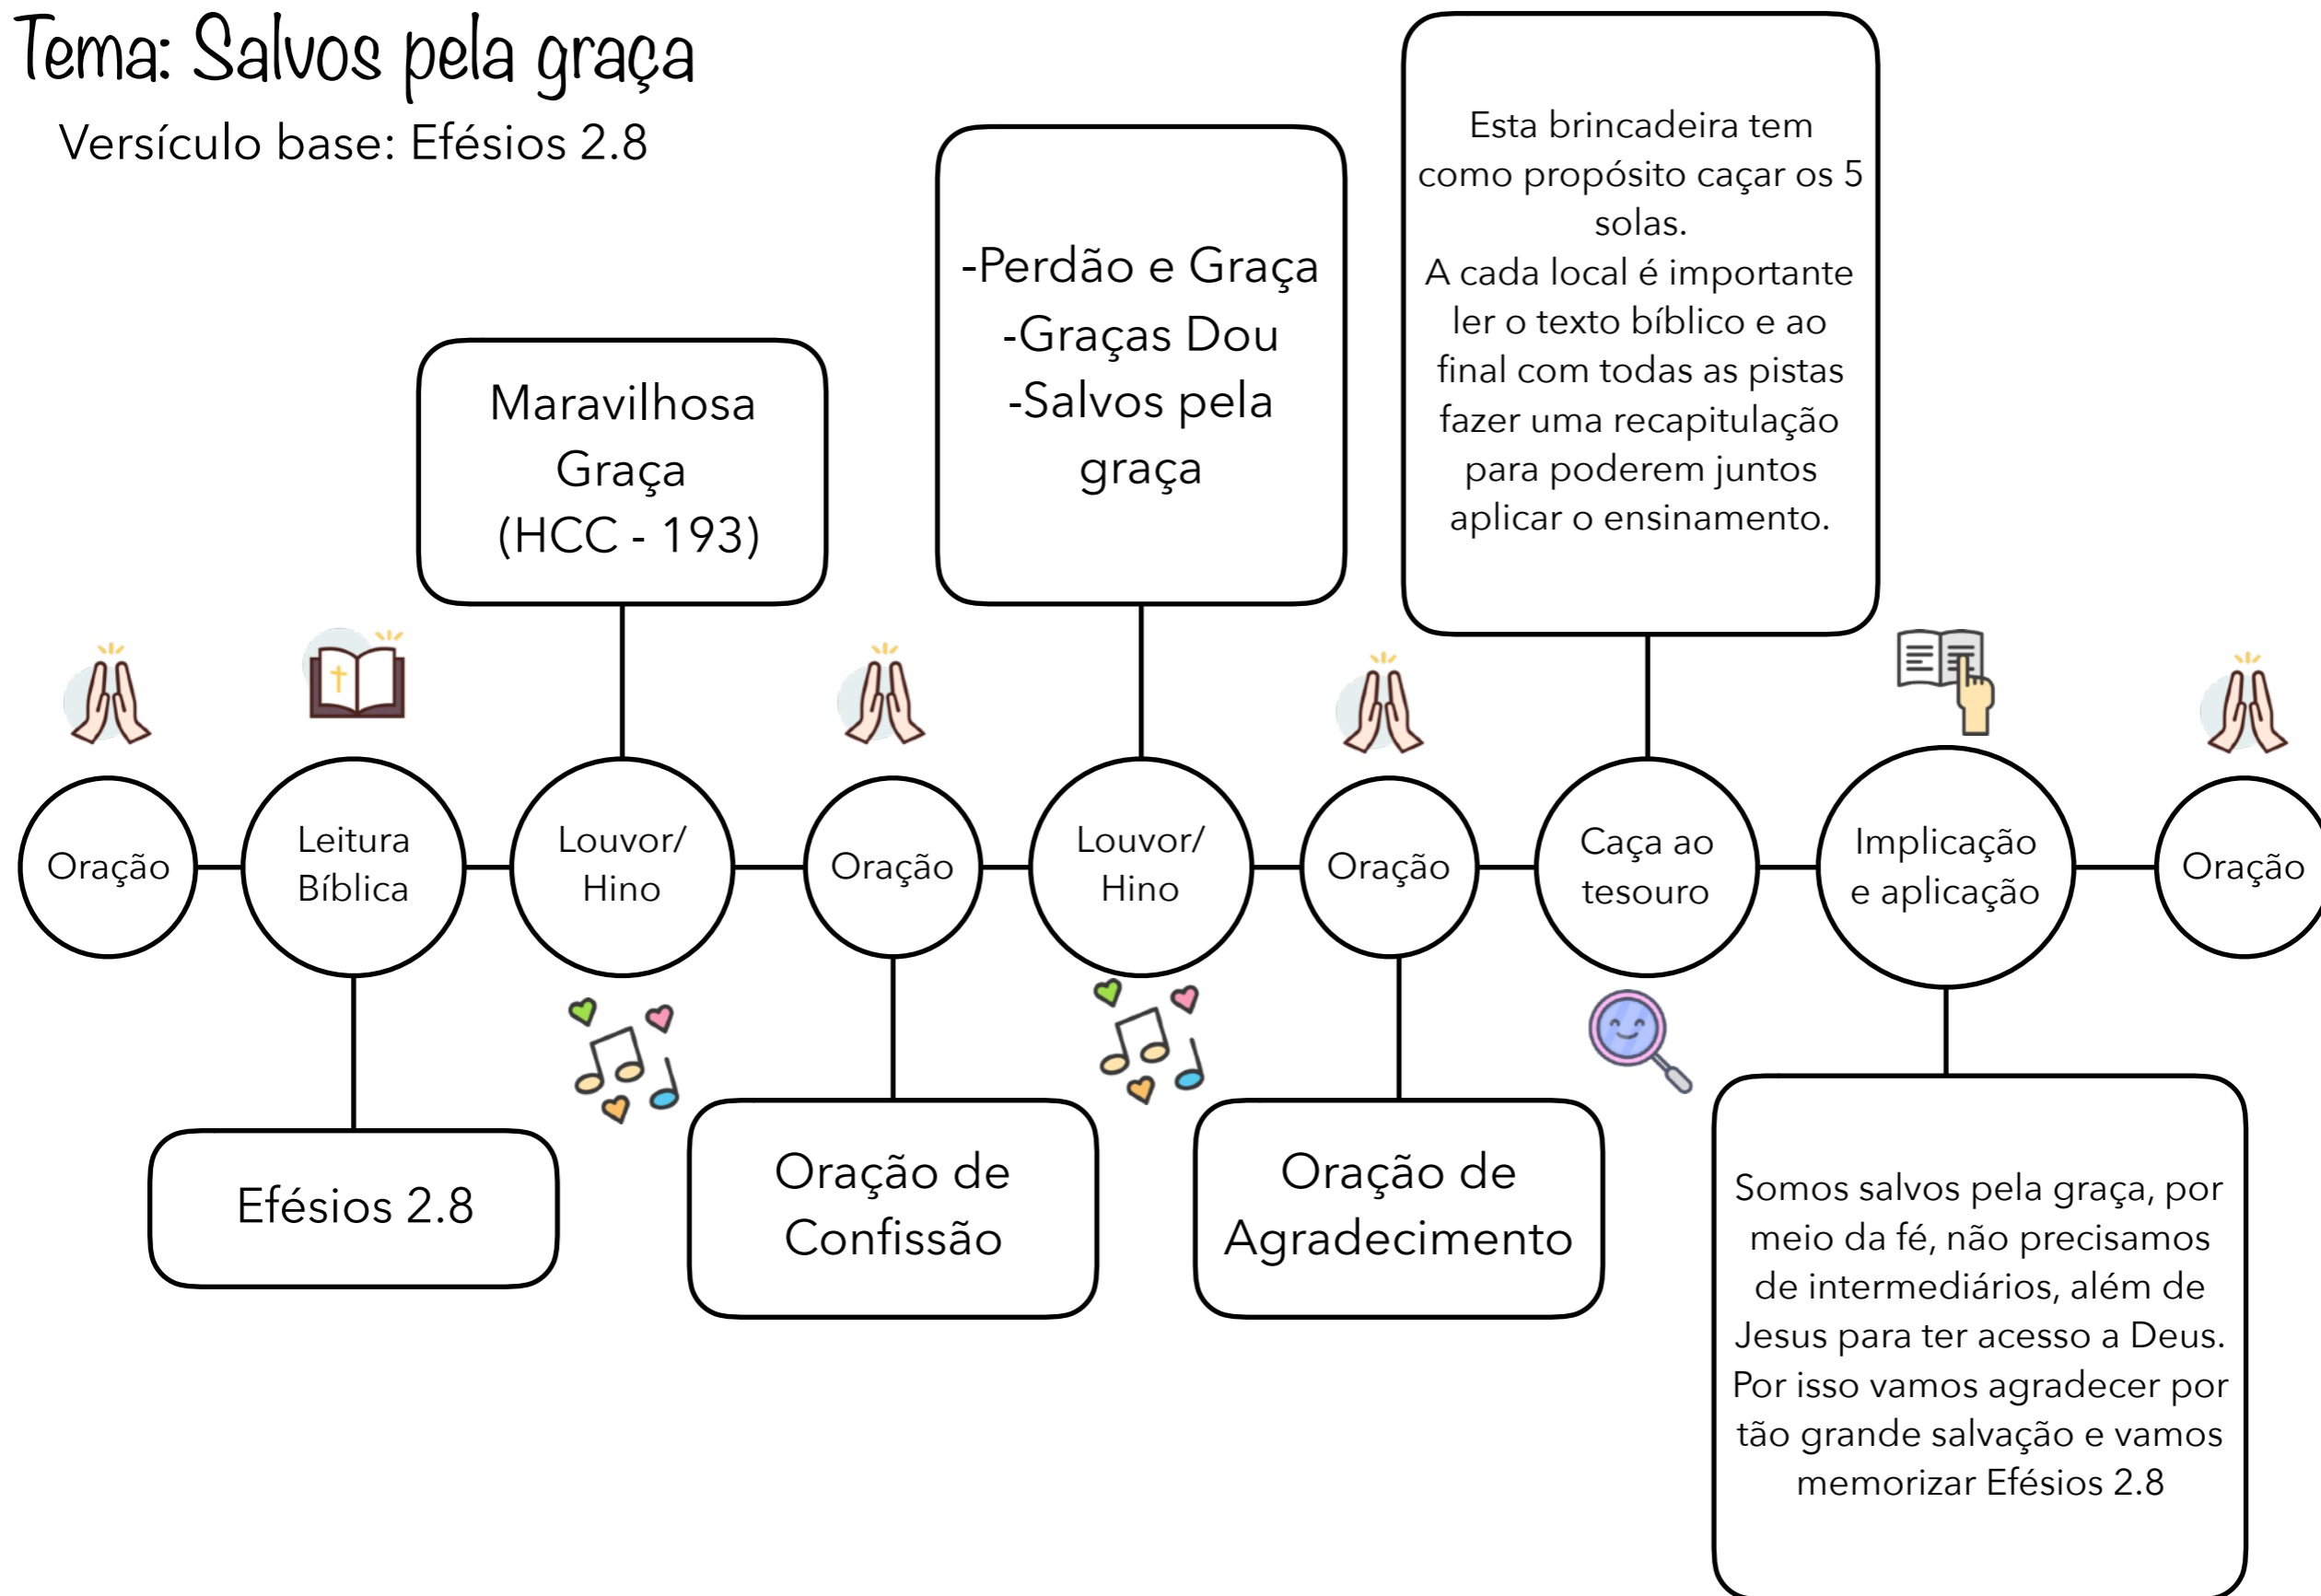 Tema: Salvos pela graça
Versículo base: Efésios 2.8
Esta brincadeira tem
como propósito caçar os 5
solas.
A cada local é importante
ler o texto bíblico e ao
final com todas as pistas
fazer uma recapitulação
para poderem juntos
aplicar o ensinamento.
-Perdão e Graça
-Graças Dou
-Salvos pela
graça
Maravilhosa
Graça
(HCC - 193)
Oração
Leitura
Bíblica
Louvor/
Hino
Oração
Louvor/
Hino
Oração
Caça ao
tesouro
Implicação
e aplicação
Oração
Efésios 2.8
Oração de
Confissão
Oração de
Agradecimento
Somos salvos pela graça, por
meio da fé, não precisamos
de intermediários, além de
Jesus para ter acesso a Deus.
Por isso vamos agradecer por
tão grande salvação e vamos
memorizar Efésios 2.8